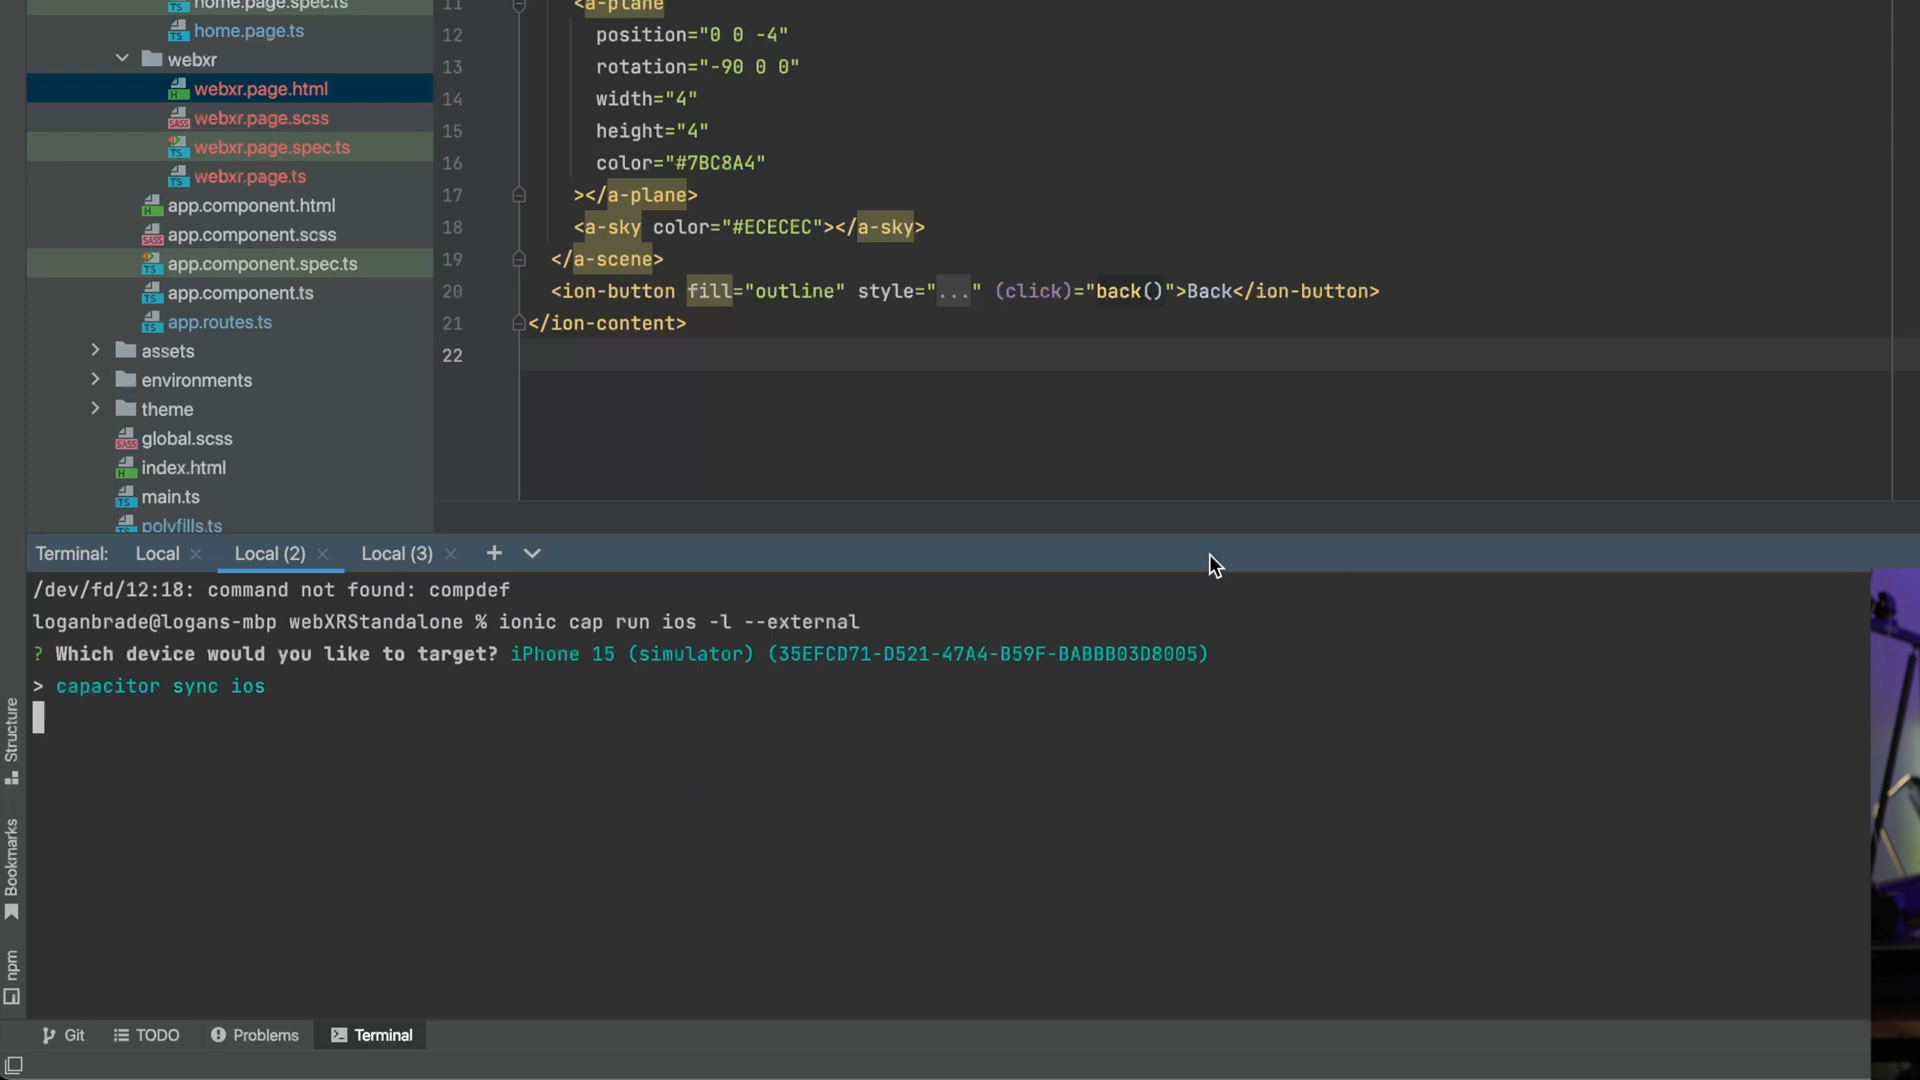 home.page.spec.ts
home.page.ts
webxr
webxr.page.html
webxr.page.scss
webxr.page.spec.ts
webxr.page.ts
app.component.html
app.component.scss
app.component.spec.ts
app.component.ts
app.routes.ts
assets
environments
theme
global.scss
index.html
main.ts
polyfills.ts
11 <a-plane
12 position="0 0 -4"
13 rotation="-90 0 0"
14 width="4"
15 height="4"
16 color="#7BC8A4"
17 ></a-plane>
18 <a-sky color="#ECECEC"></a-sky>
19 </a-scene>
20 <ion-button fill="outline" style="..." (click)="back()">Back</ion-button>
21 </ion-content>
22
Terminal: Local Local (2) Local (3)
/dev/fd/12:18: command not found: compdef
loganbrade@logans-mbp webXRStandalone % ionic cap run ios -l --external
? Which device would you like to target? iPhone 15 (simulator) (35EFCD71-D521-47A4-B59F-BABBB03D8005)
> capacitor sync ios
Structure
Bookmarks
npm
Git TODO Problems Terminal